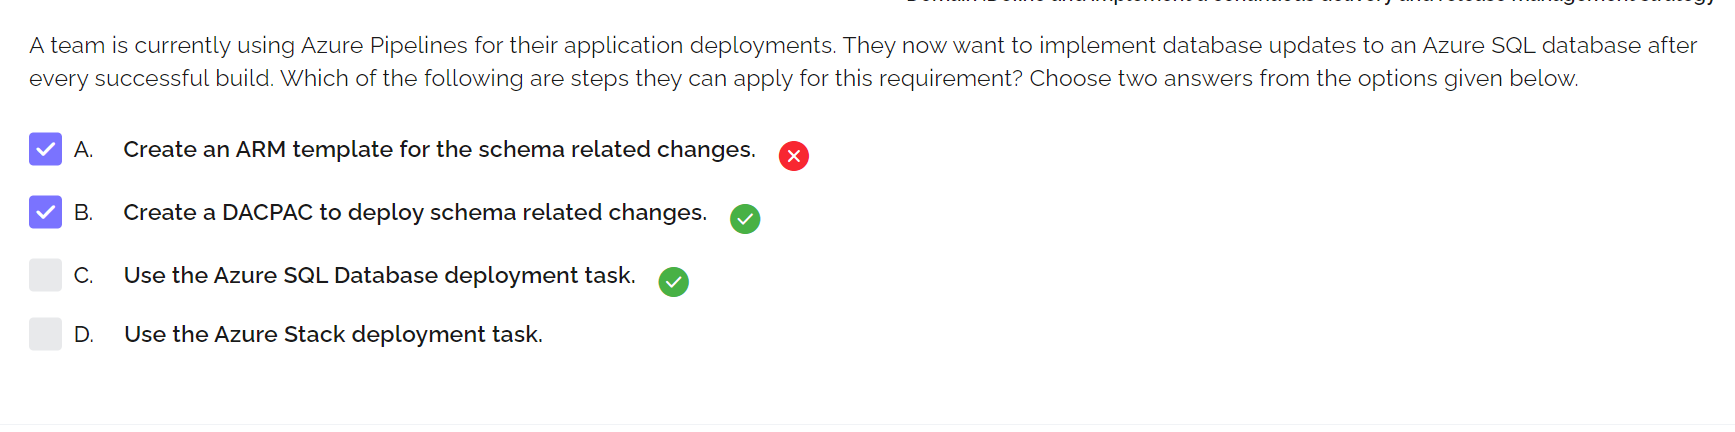 A team is currently using Azure Pipelines for their application deployments. They now want to implement database updates to an Azure SQL database after
every successful build. Which of the following are steps they can apply for this requirement? Choose two answers from the options given below.
A. Create an ARM template for the schema related changes.
B. Create a DACPAC to deploy schema related changes.
C. Use the Azure SQL Database deployment task.
D. Use the Azure Stack deployment task.